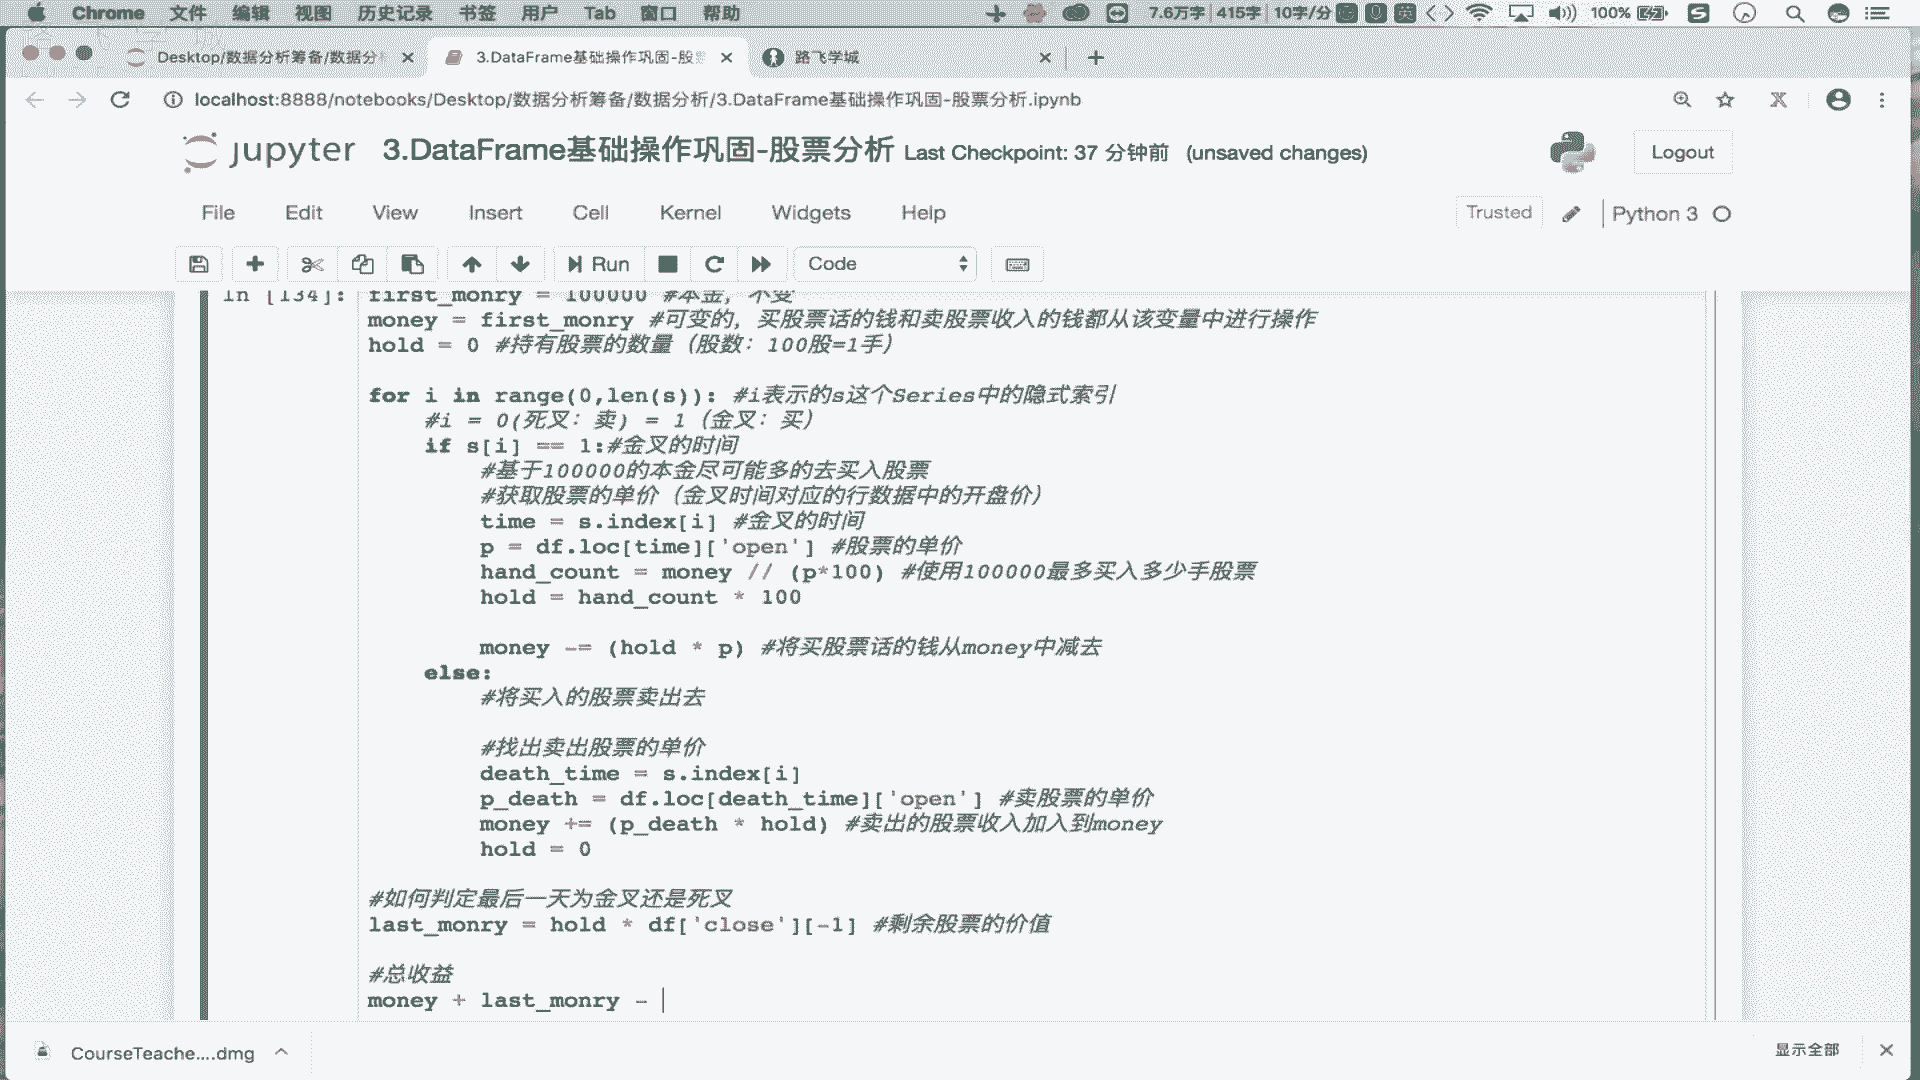 Chrome 文件 编辑 视图 历史记录 书签 用户 Tab 窗口 帮助 7.6万字 415字 10字/分 英 100%
Desktop/数据分析筹备/数据分
3.DataFrame基础操作巩固-股
路飞学城
localhost:8888/notebooks/Desktop/数据分析筹备/数据分析/3.DataFrame基础操作巩固-股票分析.ipynb
jupyter 3.DataFrame基础操作巩固-股票分析 Last Checkpoint: 37 分钟前 (unsaved changes)
Logout
File Edit View Insert Cell Kernel Widgets Help
Trusted Python 3
Run Code
In [134]: first_monry = 100000 #本金，不变
money = first_monry #可变的，买股票话的钱和卖股票收入的钱都从该变量中进行操作
hold = 0 #持有股票的数量（股数：100股=1手）
for i in range(0,len(s)): #i表示的s这个Series中的隐式索引
#i = 0(死叉：卖) = 1（金叉：买）
if s[i] == 1:#金叉的时间
#基于100000的本金尽可能多的去买入股票
#获取股票的单价（金叉时间对应的行数据中的开盘价）
time = s.index[i] #金叉的时间
p = df.loc[time]['open'] #股票的单价
hand_count = money // (p*100) #使用100000最多买入多少手股票
hold = hand_count * 100
money -= (hold * p) #将买股票话的钱从money中减去
else:
#将买入的股票卖出去
#找出卖出股票的单价
death_time = s.index[i]
p_death = df.loc[death_time]['open'] #卖股票的单价
money += (p_death * hold) #卖出的股票收入加入到money
hold = 0
#如何判定最后一天为金叉还是死叉
last_monry = hold * df['close'][-1] #剩余股票的价值
#总收益
money + last_monry -
CourseTeache....dmg
显示全部